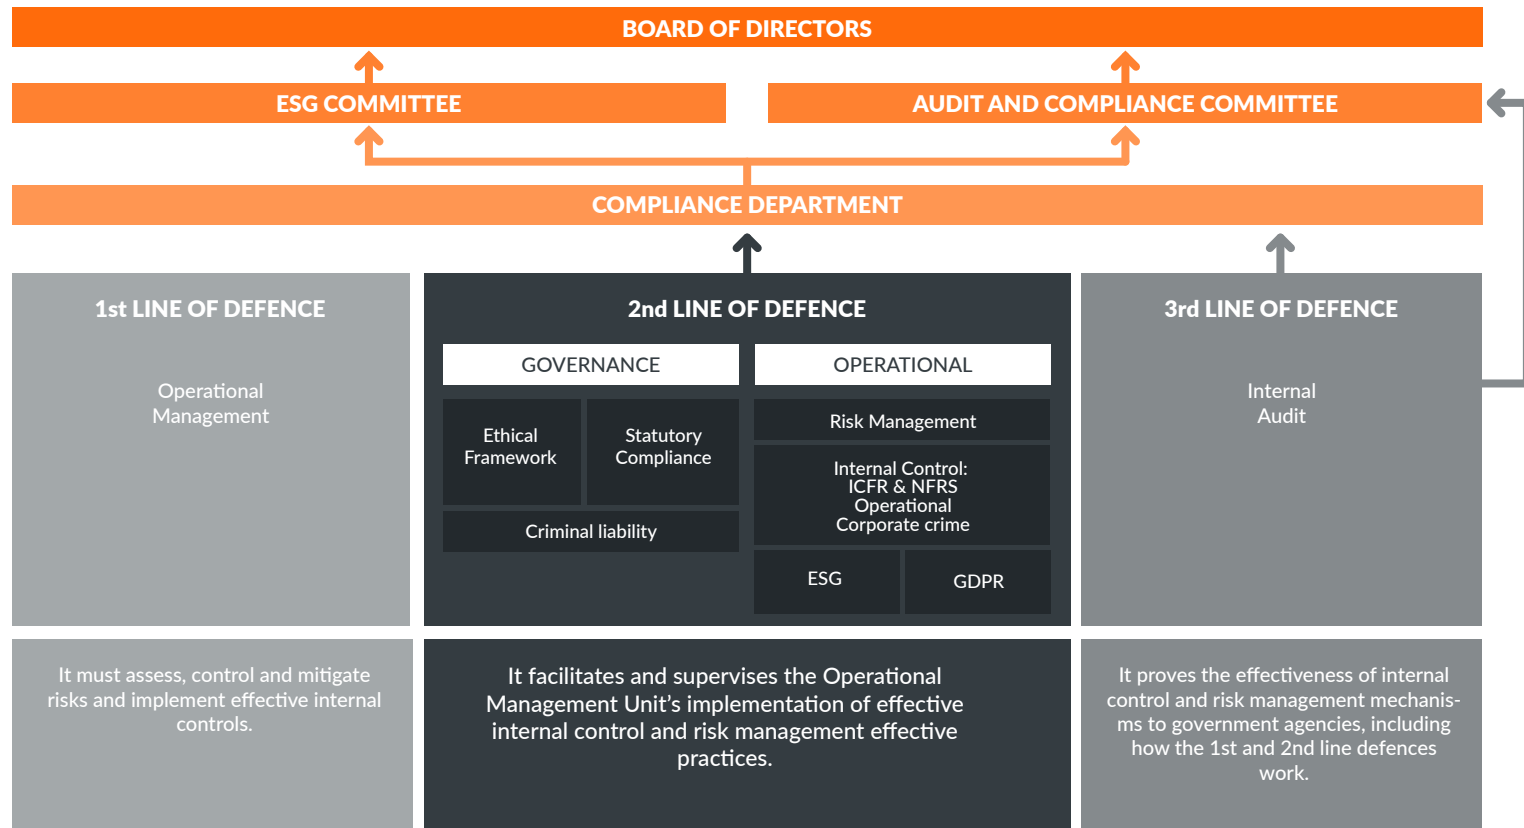 BOARD OF DIRECTORS
ESG COMMITTEE
AUDIT AND COMPLIANCE COMMITTEE
COMPLIANCE DEPARTMENT
1st LINE OF DEFENCE
Operational
Management
2nd LINE OF DEFENCE
GOVERNANCE
Ethical
Framework
Statutory
Compliance
Criminal liability
OPERATIONAL
Risk Management
Internal Control:
ICFR & NFRS
Operational
Corporate crime
ESG
GDPR
3rd LINE OF DEFENCE
Internal
Audit
It must assess, control and mitigate
risks and implement effective internal
controls.
It facilitates and supervises the Operational
Management Unit's implementation of effective
internal control and risk management effective
practices.
It proves the effectiveness of internal
control and risk management mechanis-
ms to government agencies, including
how the 1st and 2nd line defences
work.